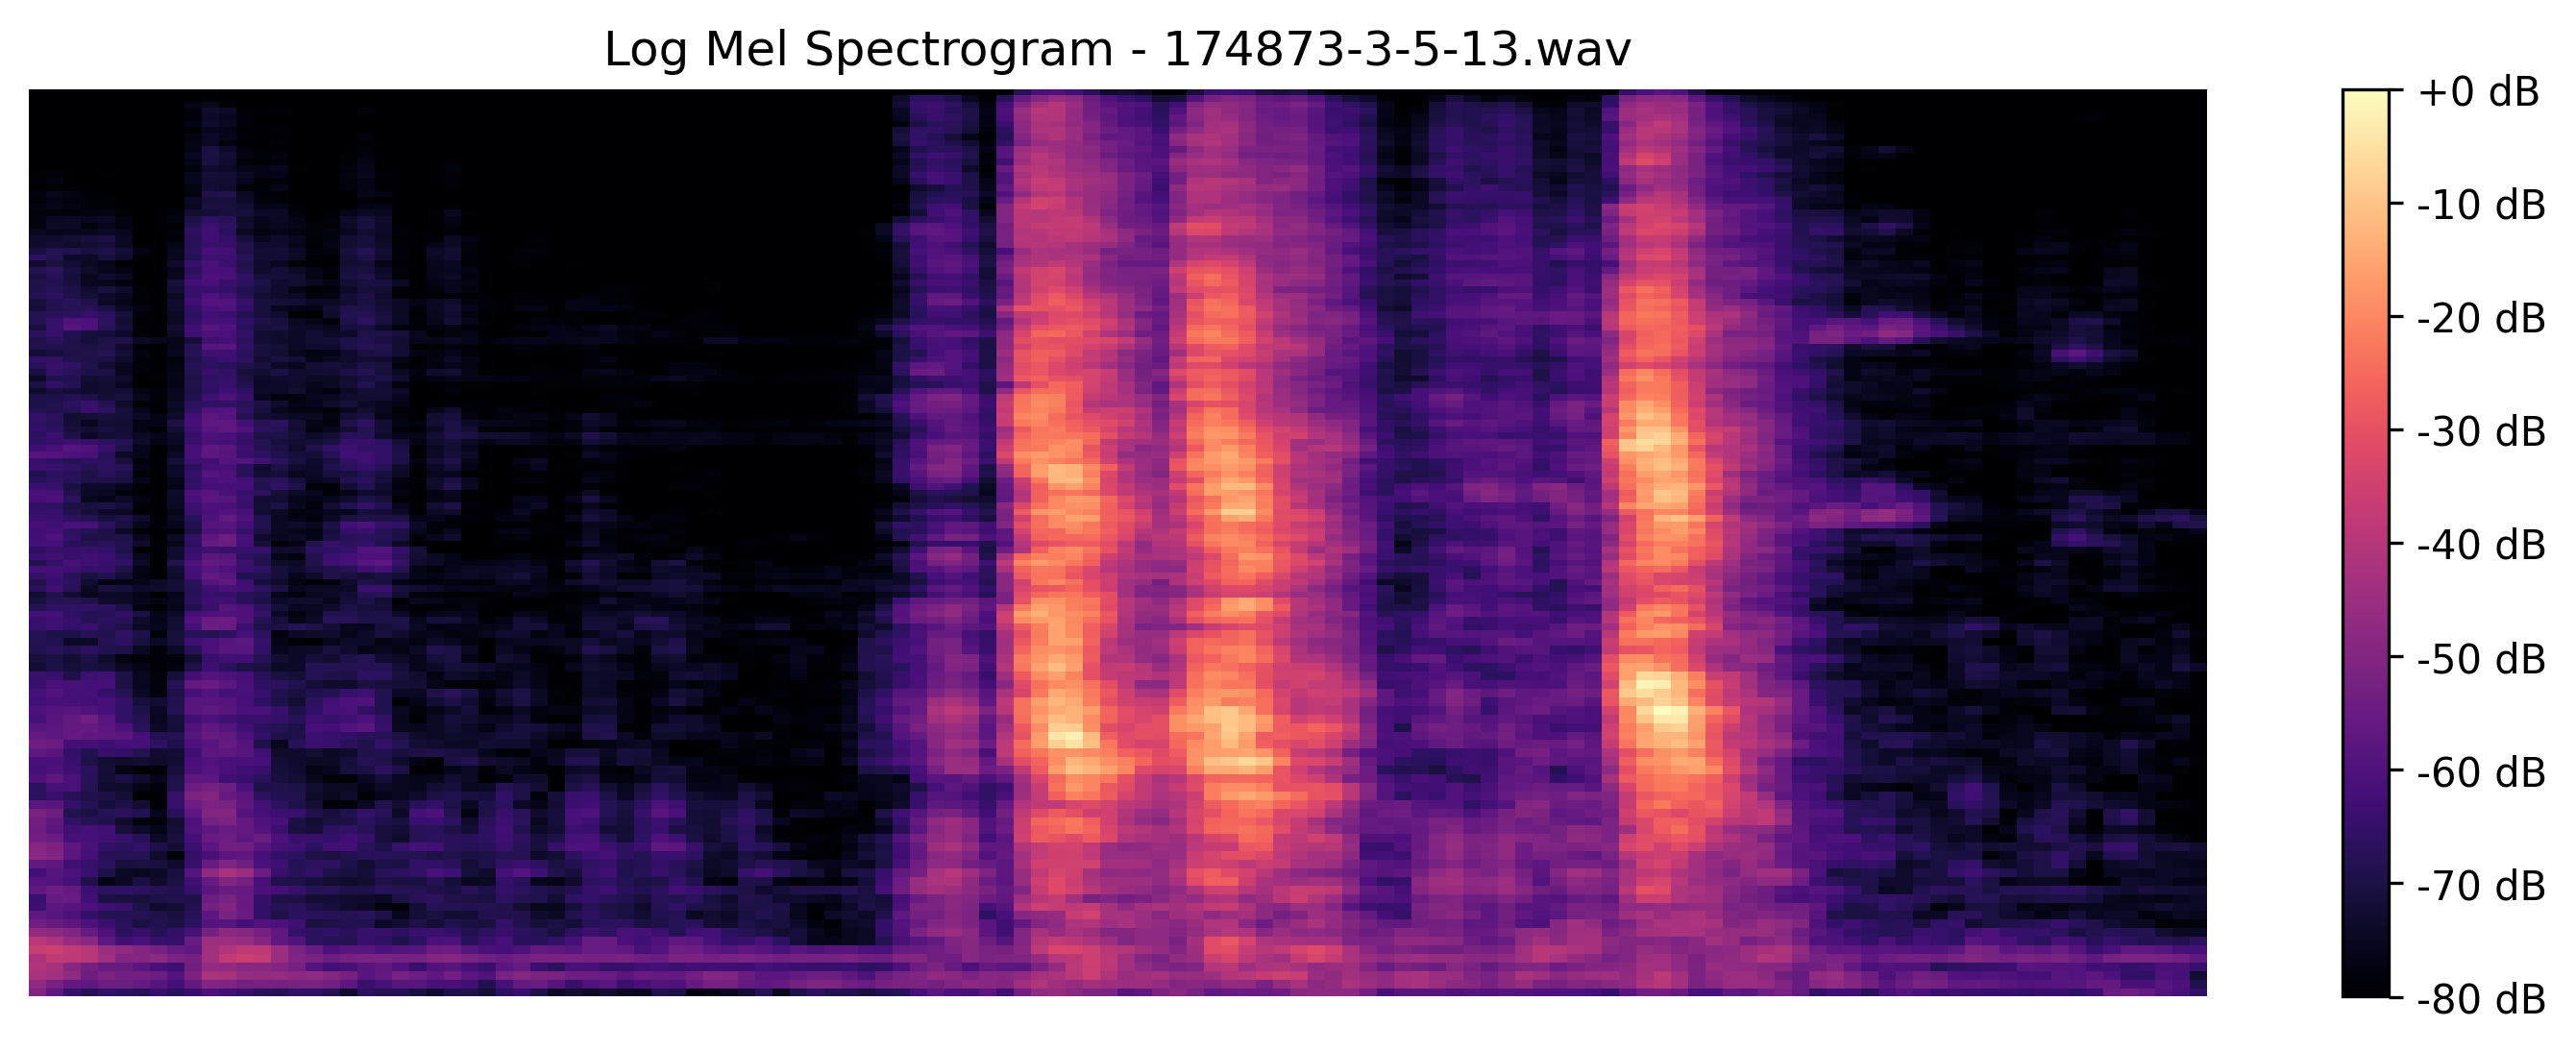 Log Mel Spectrogram - 174873-3-5-13.wav
+0 dB
-10 dB
-20 dB
-30 dB
-40 dB
-50 dB
-60 dB
-70 dB
-80 dB